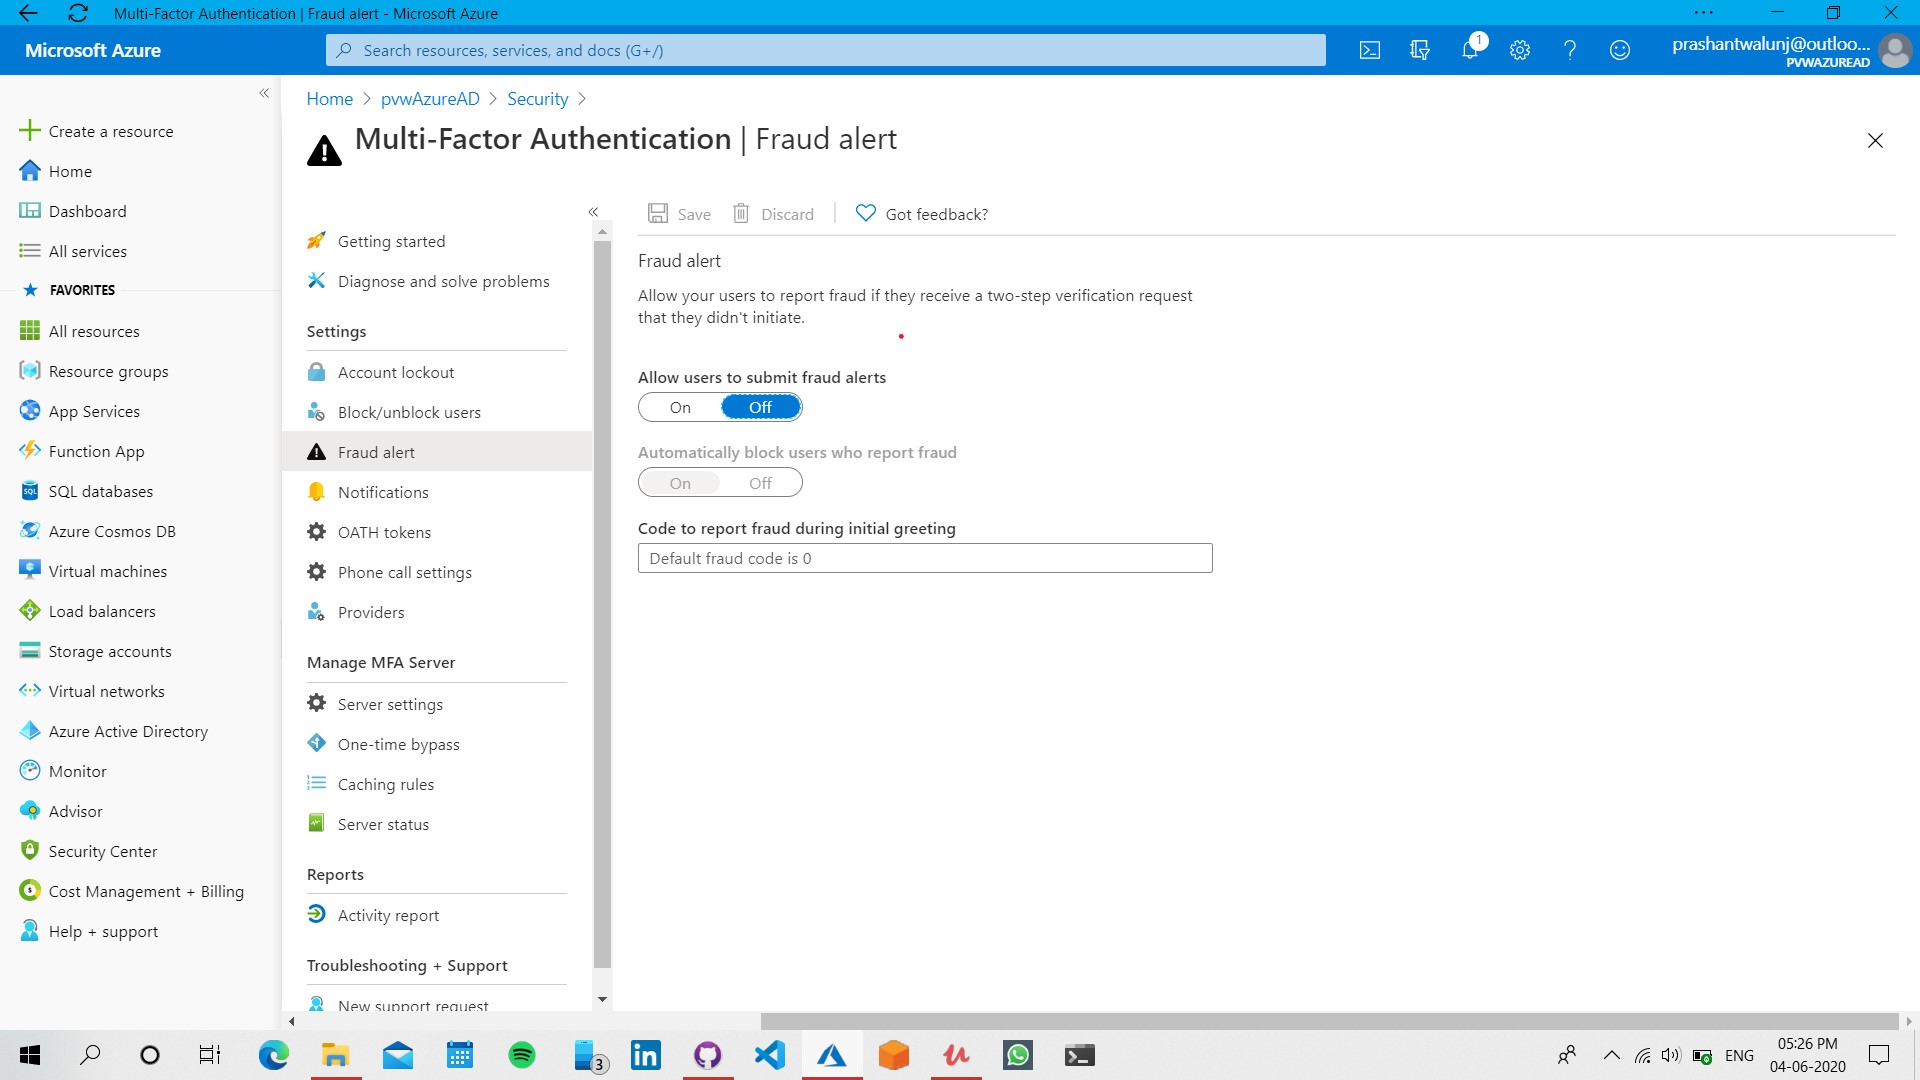 Multi-Factor Authentication | Fraud alert - Microsoft Azure
Microsoft Azure
Search resources, services, and docs (G+/)
1
prashantwalunj@outloo...
PVWAZUREAD
Create a resource
Home
Dashboard
All services
FAVORITES
All resources
Resource groups
App Services
Function App
SQL databases
Azure Cosmos DB
Virtual machines
Load balancers
Storage accounts
Virtual networks
Azure Active Directory
Monitor
Advisor
Security Center
Cost Management + Billing
Help + support
Home > pvwAzureAD > Security >
Multi-Factor Authentication | Fraud alert
Getting started
Diagnose and solve problems
Settings
Account lockout
Block/unblock users
Fraud alert
Notifications
OATH tokens
Phone call settings
Providers
Manage MFA Server
Server settings
One-time bypass
Caching rules
Server status
Reports
Activity report
Troubleshooting + Support
New support request
Save Discard Got feedback?
Fraud alert
Allow your users to report fraud if they receive a two-step verification request
that they didn't initiate.
Allow users to submit fraud alerts
On Off
Automatically block users who report fraud
On Off
Code to report fraud during initial greeting
Default fraud code is 0
3
ENG
05:26 PM
04-06-2020